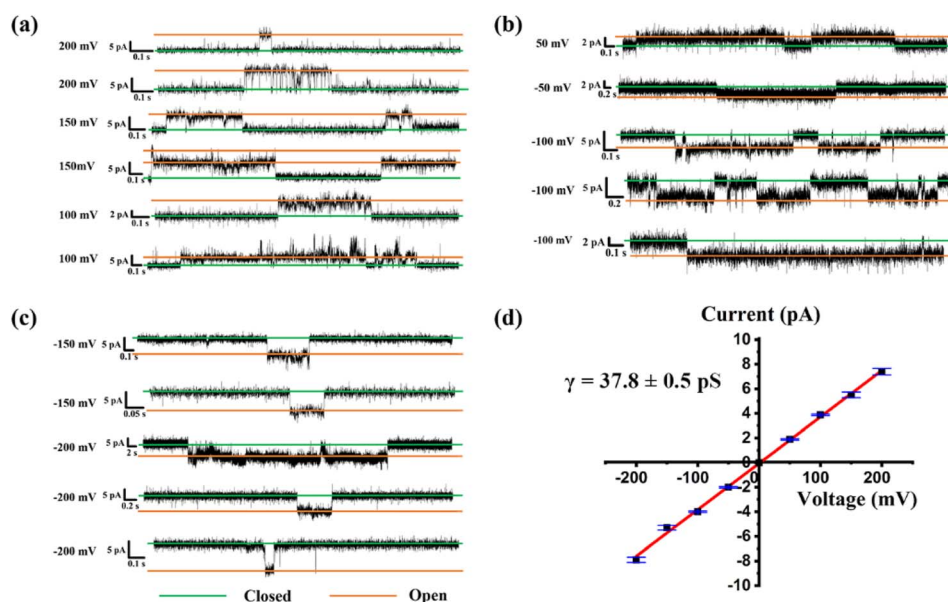 (a)
200 mV
5 pA
0.1 s
200 mV
5 pA
0.1 s
150 mV
5 pA
0.1 s
150mV
5 pA
0.1 s
100 mV
2 pA
0.1 s
100 mV
5 pA
0.1 s
(b)
50 mV
2 pA
0.1 s
-50 mV
2 pA
0.2 s
-100 mV
5 pA
0.1 s
-100 mV
5 pA
0.2
-100 mV
2 pA
0.1 s
(c)
-150 mV
5 pA
0.1 s
-150 mV
5 pA
0.05 s
-200 mV
5 pA
2 s
-200 mV
5 pA
0.2 s
-200 mV
5 pA
0.1 s
Closed Open
(d)
Current (pA)
γ = 37.8 ± 0.5 pS
10
8
6
4
2
0
-2
-4
-6
-8
-10
-200 -100 0 100 200
Voltage (mV)